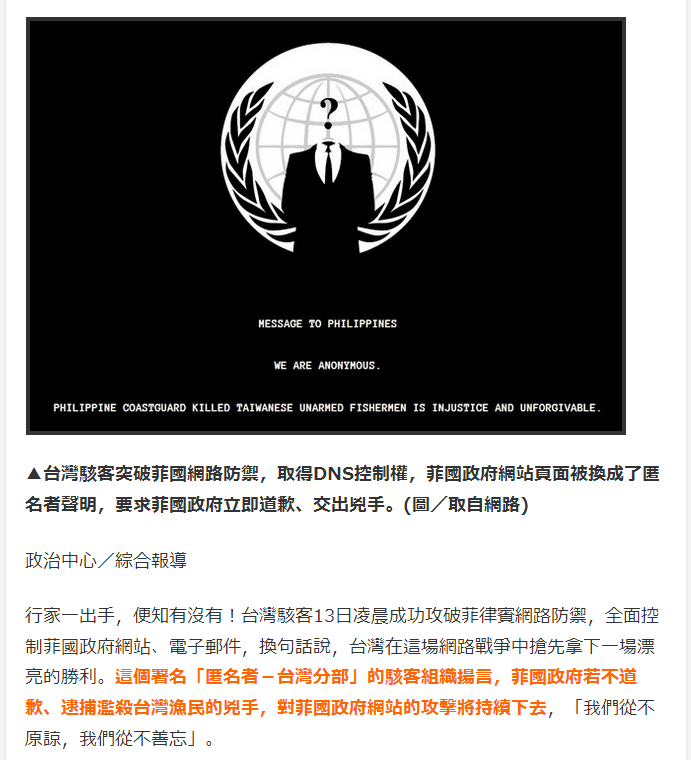 ?
MESSAGE TO PHILIPPINES
WE ARE ANONYMOUS.
PHILIPPINE COASTGUARD KILLED TAIWANESE UNARMED FISHERMEN IS INJUSTICE AND UNFORGIVABLE.
▲台灣駭客突破菲國網路防禦，取得DNS控制權，菲國政府網站頁面被換成了匿
名者聲明，要求菲國政府立即道歉、交出兇手。(圖／取自網路)
政治中心／綜合報導
行家一出手，便知有沒有！台灣駭客13日凌晨成功攻破菲律賓網路防禦，全面控
制菲國政府網站、電子郵件，換句話說，台灣在這場網路戰爭中搶先拿下一場漂
亮的勝利。這個署名「匿名者－台灣分部」的駭客組織揚言，菲國政府若不道
歉、逮捕濫殺台灣漁民的兇手，對菲國政府網站的攻擊將持續下去，「我們從不
原諒，我們從不善忘」。